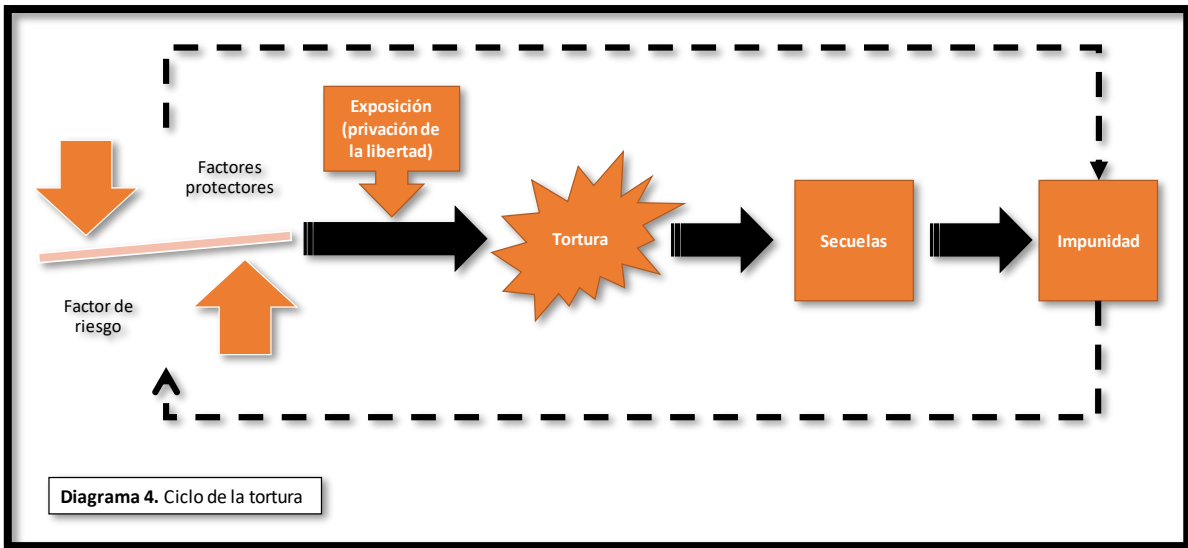 Exposición
(privación de
la libertad)
Factores
protectores
Tortura
Secuelas
Impunidad
Factor de
riesgo
Diagrama 4. Ciclo de la tortura